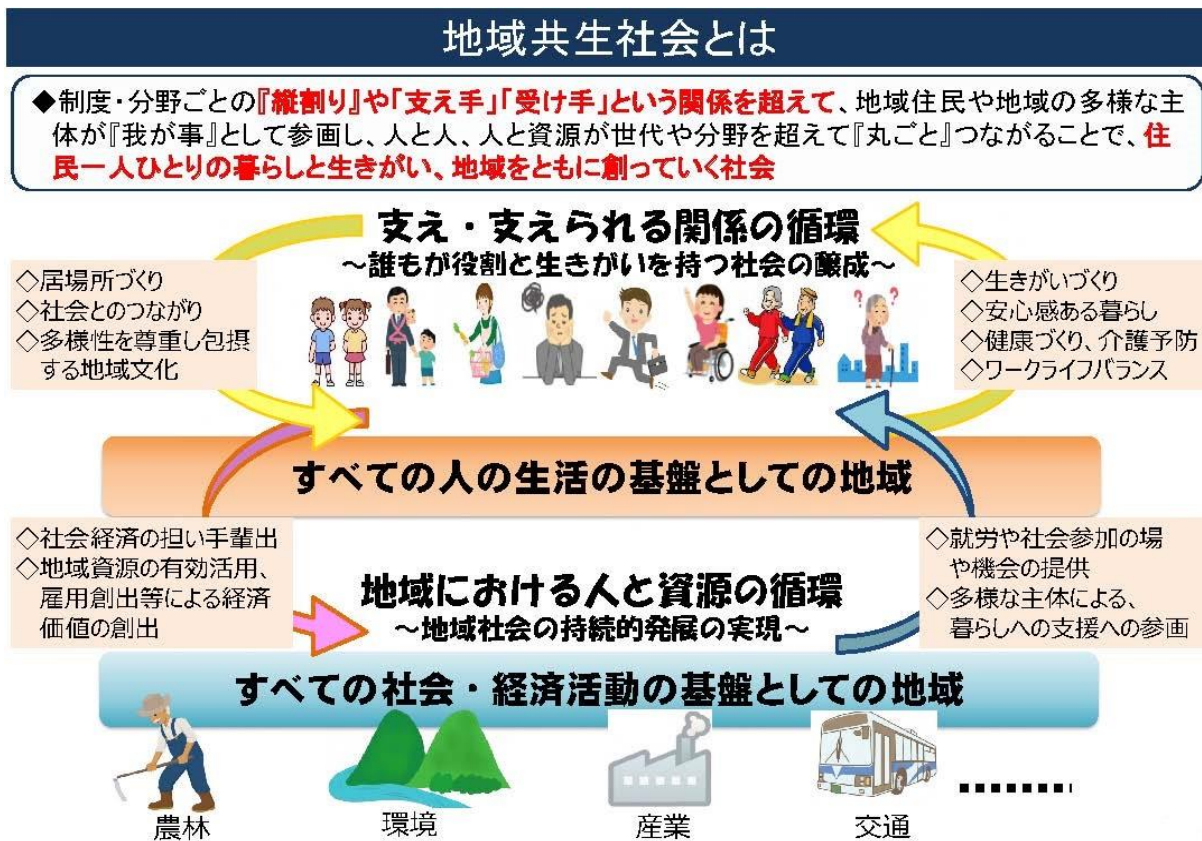 地域共生社会とは
◆制度・分野ごとの『縦割り』や「支え手」「受け手」という関係を超えて、地域住民や地域の多様な主
体が『我が事』として参画し、人と人、人と資源が世代や分野を超えて『丸ごと』つながることで、住
民一人ひとりの暮らしと生きがい、地域をともに創っていく社会
支え・支えられる関係の循環
～誰もが役割と生きがいを持つ社会の醸成～
◇居場所づくり
◇社会とのつながり
◇多様性を尊重し包摂
する地域文化
◇生きがいづくり
◇安心感ある暮らし
◇健康づくり、介護予防
◇ワークライフバランス
すべての人の生活の基盤としての地域
◇社会経済の担い手輩出
◇地域資源の有効活用、
雇用創出等による経済
価値の創出
地域における人と資源の循環
～地域社会の持続的発展の実現～
◇就労や社会参加の場
や機会の提供
◇多様な主体による、
暮らしへの支援への参画
すべての社会・経済活動の基盤としての地域
農林
環境
産業
交通